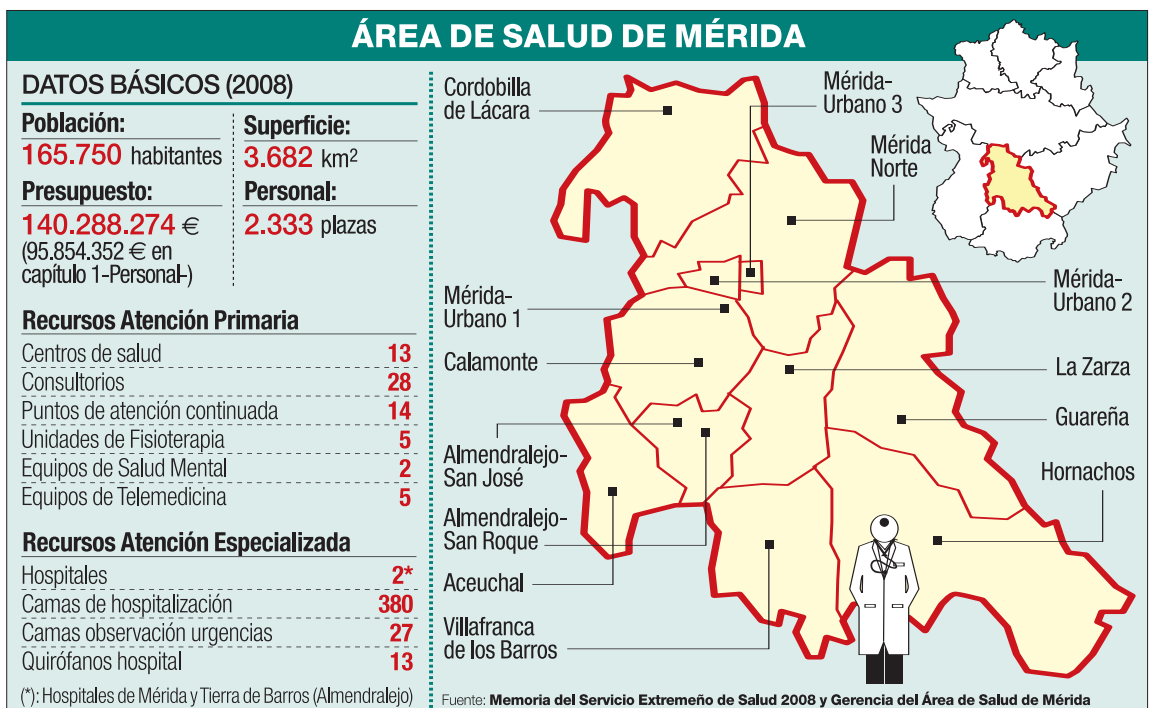 ÁREA DE SALUD DE MÉRIDA
DATOS BÁSICOS (2008)
Población:
165.750 habitantes
Superficie:
3.682 km²
Presupuesto:
140.288.274 €
(95.854.352 € en
capítulo 1-Personal-)
Personal:
2.333 plazas
Recursos Atención Primaria
Centros de salud 13
Consultorios 28
Puntos de atención continuada 14
Unidades de Fisioterapia 5
Equipos de Salud Mental 2
Equipos de Telemedicina 5
Recursos Atención Especializada
Hospitales 2*
Camas de hospitalización 380
Camas observación urgencias 27
Quirófanos hospital 13
(*): Hospitales de Mérida y Tierra de Barros (Almendralejo)
Cordobilla
de Lácara
Mérida-
Urbano 3
Mérida
Norte
Mérida-
Urbano 1
Mérida-
Urbano 2
Calamonte
La Zarza
Guareña
Almendralejo-
San José
Hornachos
Almendralejo-
San Roque
Aceuchal
Villafranca
de los Barros
Fuente: Memoria del Servicio Extremeño de Salud 2008 y Gerencia del Área de Salud de Mérida